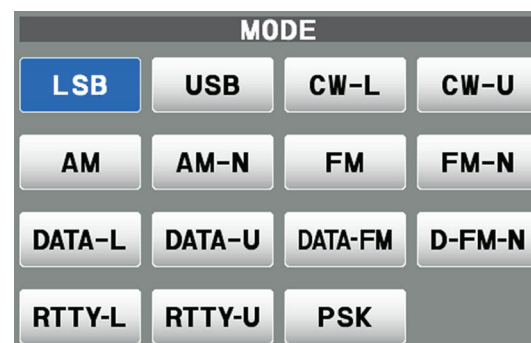 MODE
LSB USB CW-L CW-U
AM AM-N FM FM-N
DATA-L DATA-U DATA-FM D-FM-N
RTTY-L RTTY-U PSK